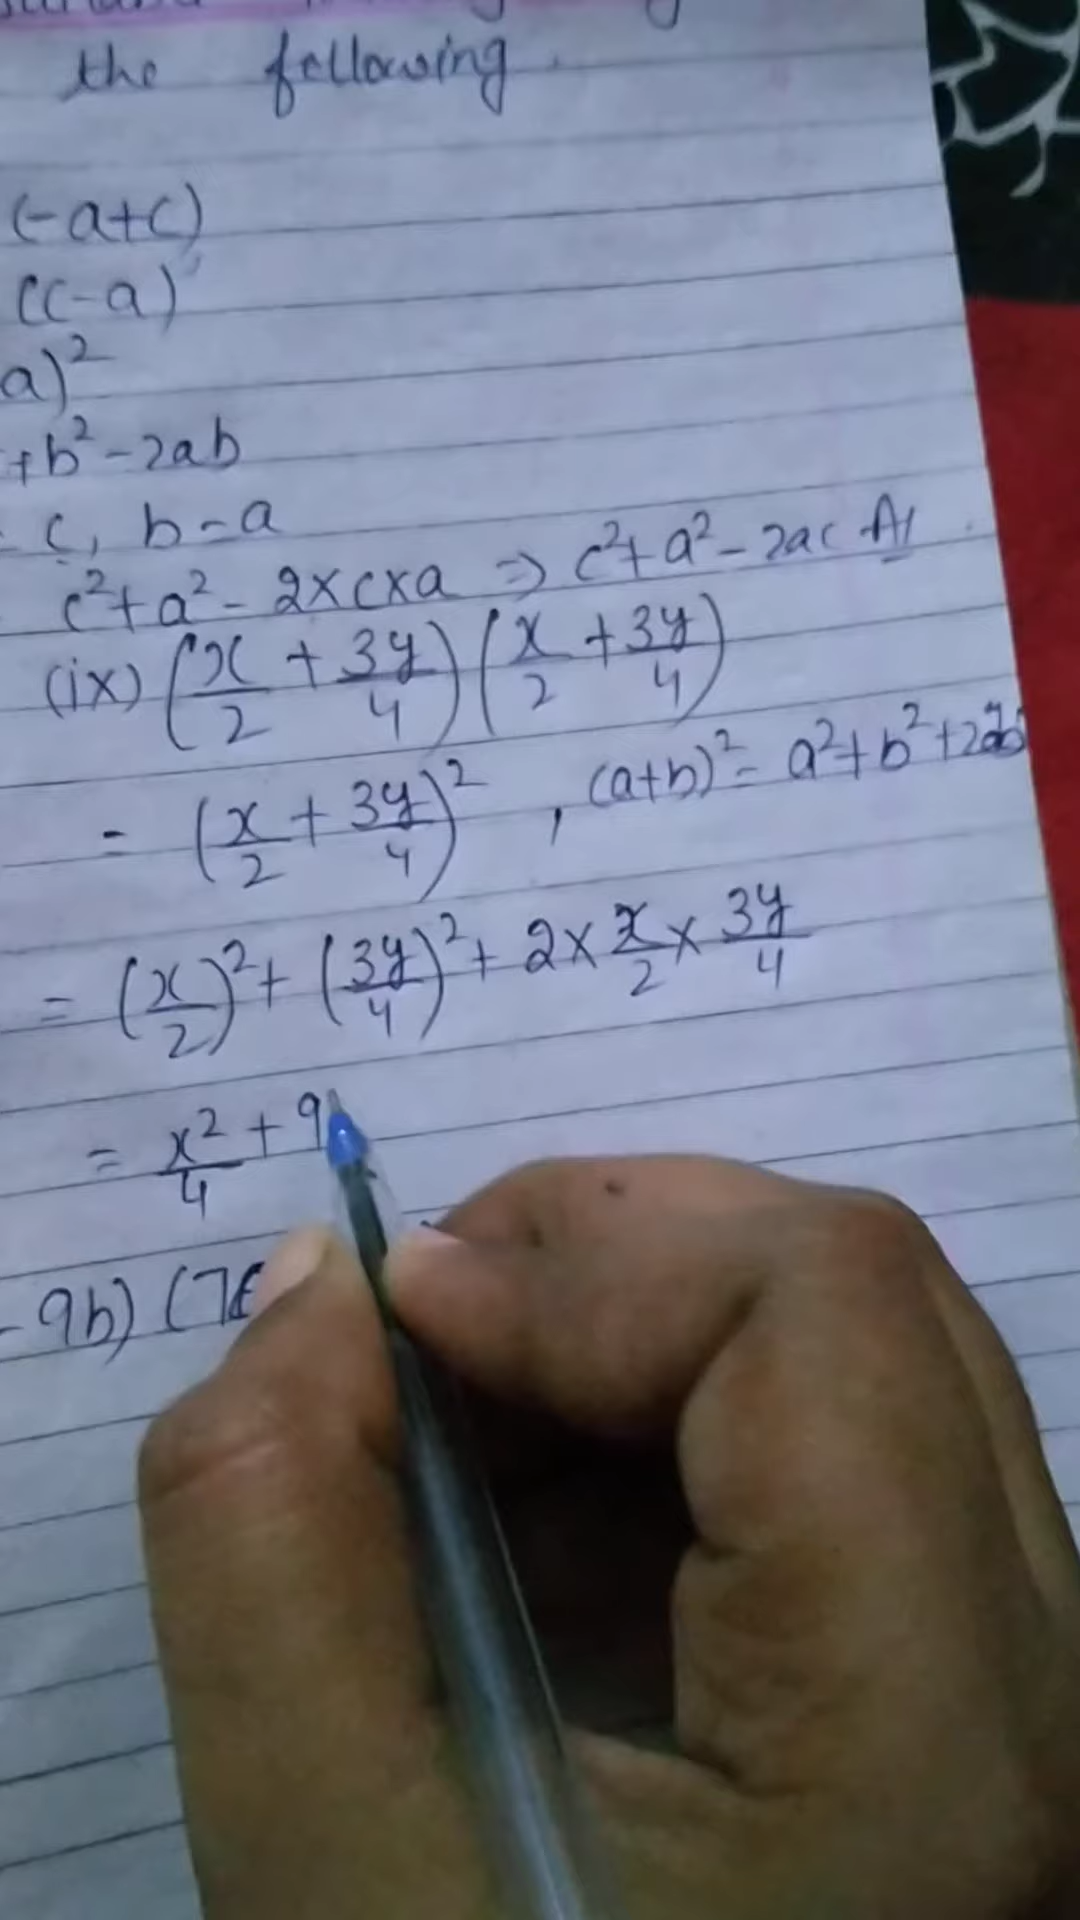 the following.
(-a+c)
(c-a)
a)²
+b²-2ab
c, b=a
c²+a²-2×c×a ⇒ c²+a²-2ac
(ix) (x/2 + 3y/4) (x/2 + 3y/4)
= (x/2 + 3y/4)², (a+b)² = a²+b²+2ab
= (x/2)² + (3y/4)² + 2 × x/2 × 3y/4
= x²/4 + 9
-9b) (7